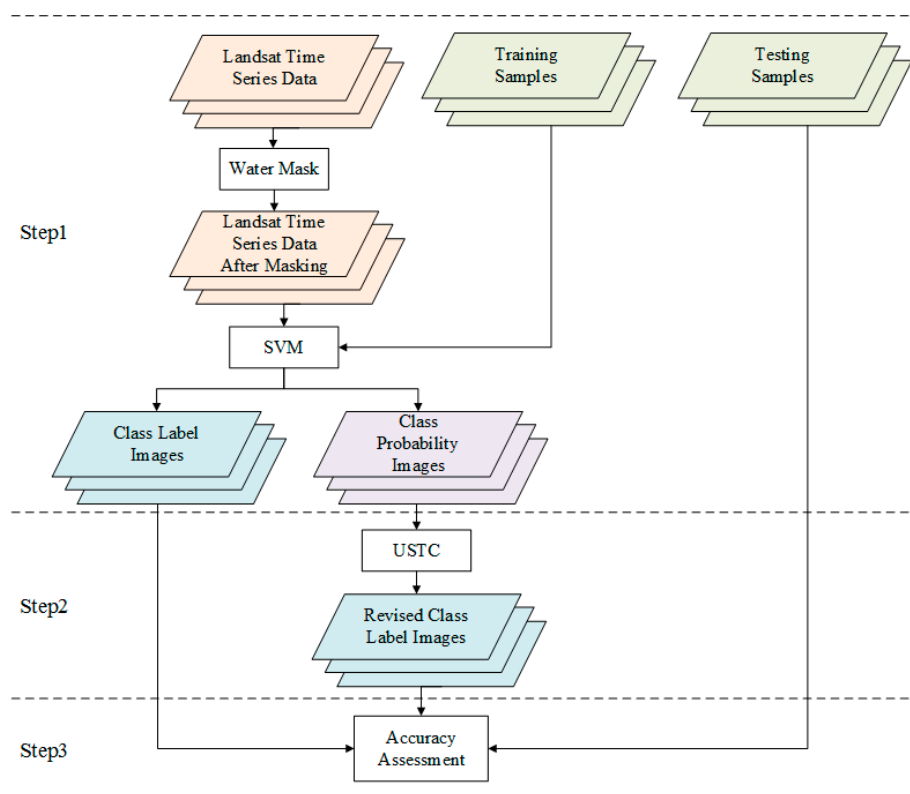 Landsat Time
Series Data
Training
Samples
Testing
Samples
Water Mask
Step1
Landsat Time
Series Data
After Masking
SVM
Class Label
Images
Class
Probability
Images
USTC
Step2
Revised Class
Label Images
Step3
Accuracy
Assessment